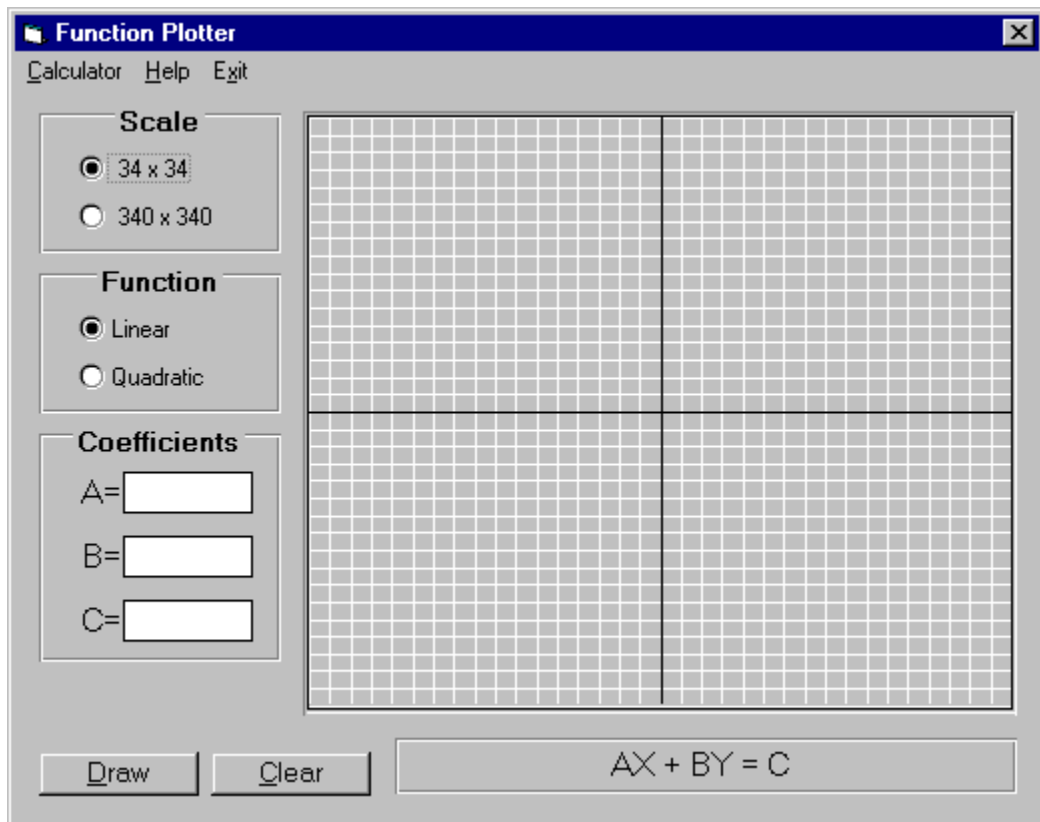 Function Plotter
Calculator Help Exit
Scale
34 x 34
340 x 340
Function
Linear
Quadratic
Coefficients
A=
B=
C=
Draw Clear AX + BY = C